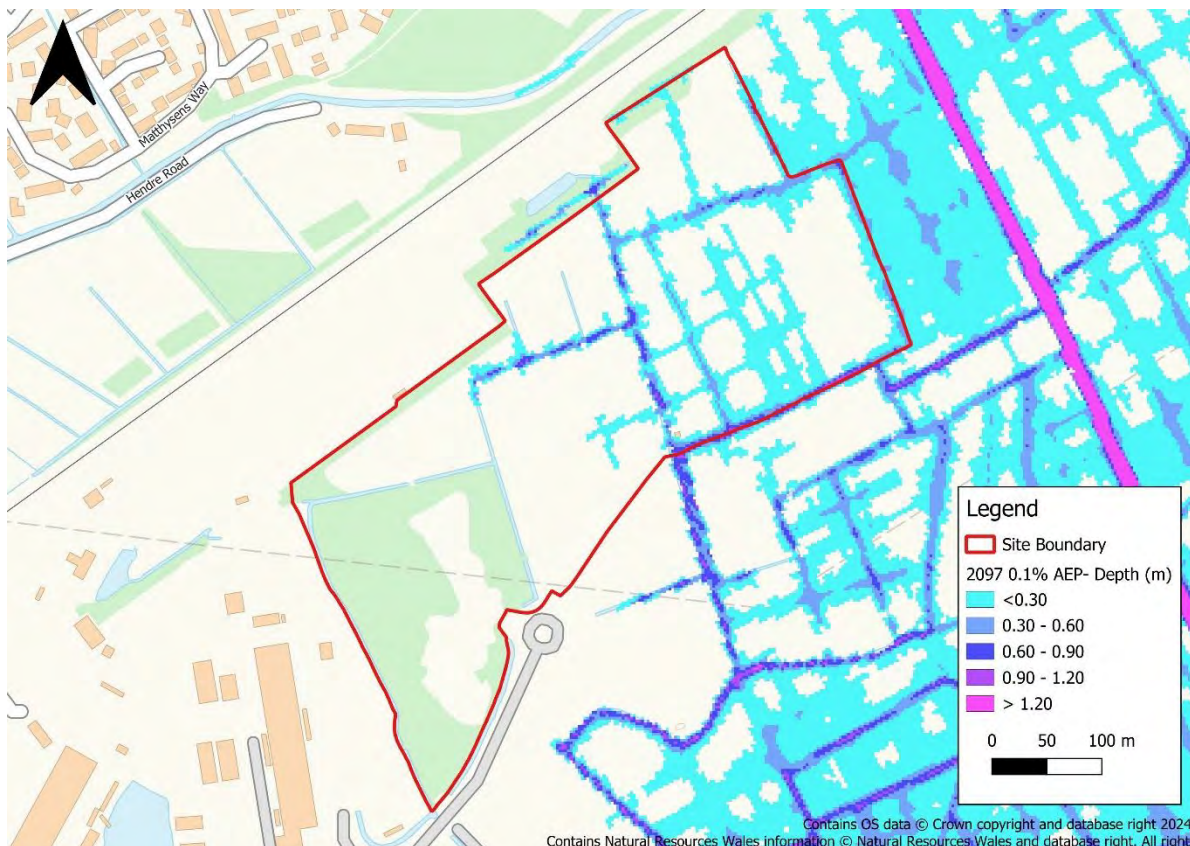 Matthysens Way
Hendre Road
Legend
Site Boundary
2097 0.1% AEP- Depth (m)
<0.30
0.30 - 0.60
0.60 - 0.90
0.90 - 1.20
> 1.20
0 50 100 m
Contains OS data © Crown copyright and database right 2024
Contains Natural Resources Wales information © Natural Resources Wales and database right. All right